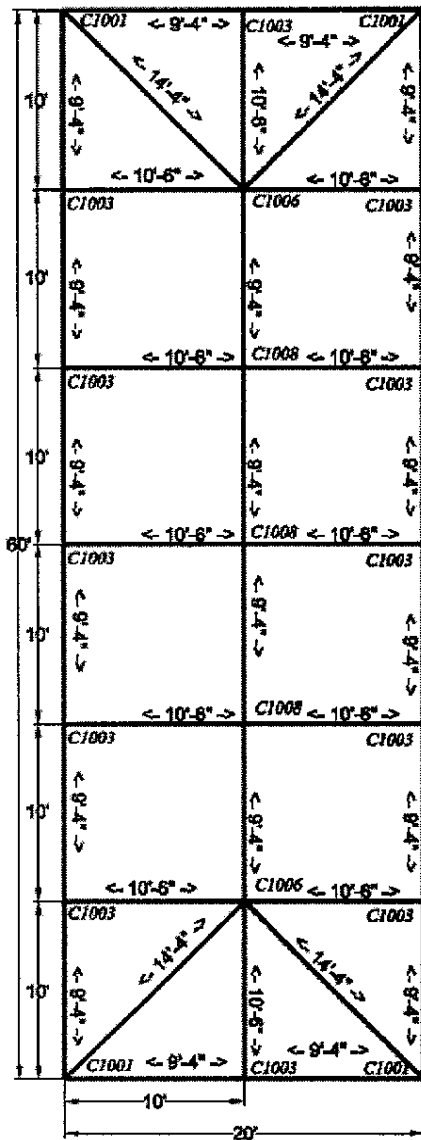 C1001 <- 9'-4" -> C1003 C1001
<- 9'-4" ->
10' <- 9'-4" -> <- 14'-4" -> <- 10'-6" -> <- 14'-4" -> <- 9'-4" ->
<- 10'-6" -> <- 10'-6" ->
C1003 C1006 C1003
10' <- 9'-4" -> <- 9'-4" -> <- 9'-4" ->
<- 10'-6" -> C1008 <- 10'-6" ->
C1003 C1003
10' <- 9'-4" -> <- 9'-4" -> <- 9'-4" ->
<- 10'-6" -> C1008 <- 10'-6" ->
60'
C1003 C1003
10' <- 9'-4" -> <- 9'-4" -> <- 9'-4" ->
<- 10'-6" -> C1008 <- 10'-6" ->
C1003 C1003
10' <- 9'-4" -> <- 9'-4" -> <- 9'-4" ->
<- 10'-6" -> C1006 <- 10'-6" ->
C1003 C1003
10' <- 9'-4" -> <- 14'-4" -> <- 10'-6" -> <- 14'-4" -> <- 9'-4" ->
C1001 <- 9'-4" -> C1003 <- 9'-4" -> C1001
10'
20'